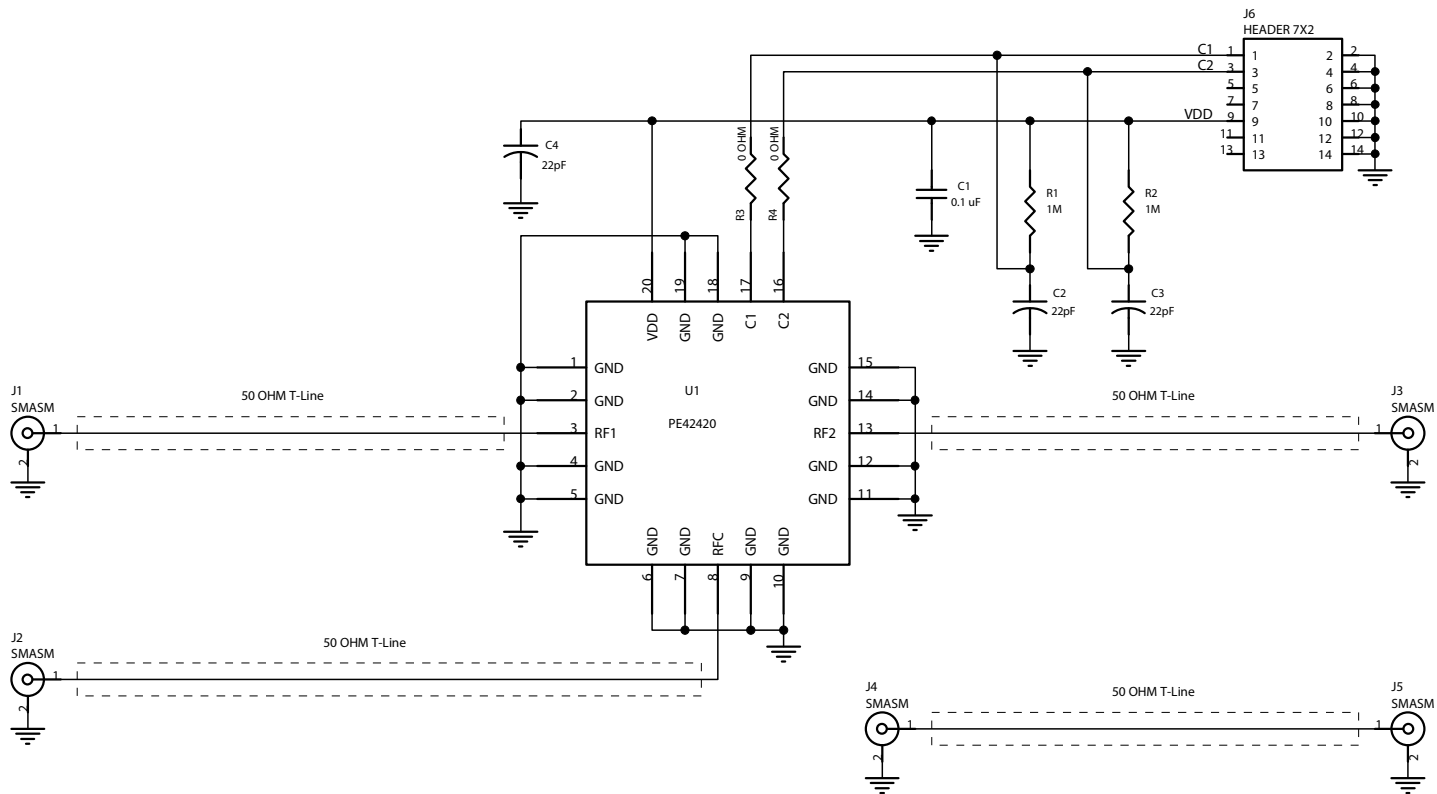 J6
HEADER 7X2
C1 1 1 2 2
C2 3 3 4 4
5 5 6 6
7 7 8 8
VDD 9 9 10 10
11 11 12 12
13 13 14 14
C4
22pF
0 OHM
R3
0 OHM
R4
C1
0.1 uF
R1
1M
R2
1M
C2
22pF
C3
22pF
20 19 18 17 16
VDD GND GND C1 C2
1 GND
2 GND
3 RF1
4 GND
5 GND
U1
PE42420
GND 15
GND 14
RF2 13
GND 12
GND 11
GND GND RFC GND GND
6 7 8 9 10
J1
SMASM
1
2
50 OHM T-Line
50 OHM T-Line
J3
SMASM
1
2
J2
SMASM
1
2
50 OHM T-Line
J4
SMASM
1
2
50 OHM T-Line
J5
SMASM
1
2